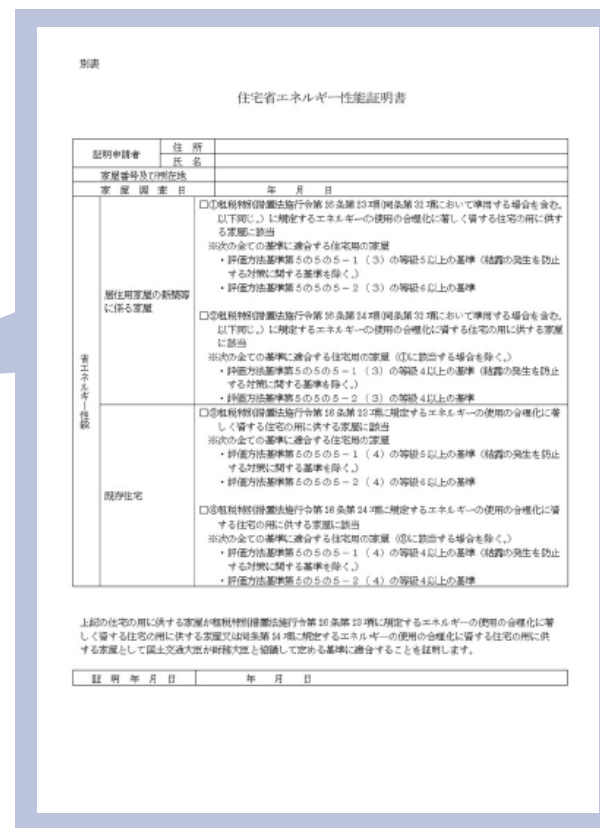 別表
住宅省エネルギー性能証明書
証明申請者
住 所
氏 名
家屋番号及び所在地
家 屋 調 査 日
年 月 日
省エネルギー性能
居住用家屋の新築等
に係る家屋
□①租税特別措置法施行令第26条第23項(同条第32項において準用する場合を含む。
以下同じ。)に規定するエネルギーの使用の合理化に著しく資する住宅の用に供す
る家屋に該当
※次の全ての基準に適合する住宅用の家屋
・評価方法基準第5の5の5-1(3)の等級5以上の基準(結露の発生を防止
する対策に関する基準を除く。)
・評価方法基準第5の5の5-2(3)の等級6以上の基準
□②租税特別措置法施行令第26条第24項(同条第32項において準用する場合を含む。
以下同じ。)に規定するエネルギーの使用の合理化に資する住宅の用に供する家屋
に該当
※次の全ての基準に適合する住宅用の家屋(①に該当する場合を除く。)
・評価方法基準第5の5の5-1(3)の等級4以上の基準(結露の発生を防止
する対策に関する基準を除く。)
・評価方法基準第5の5の5-2(3)の等級4以上の基準
既存住宅
□③租税特別措置法施行令第26条第23項に規定するエネルギーの使用の合理化に著
しく資する住宅の用に供する家屋に該当
※次の全ての基準に適合する住宅用の家屋
・評価方法基準第5の5の5-1(4)の等級5以上の基準(結露の発生を防止
する対策に関する基準を除く。)
・評価方法基準第5の5の5-2(4)の等級6以上の基準
□④租税特別措置法施行令第26条第24項に規定するエネルギーの使用の合理化に資
する住宅の用に供する家屋に該当
※次の全ての基準に適合する住宅用の家屋(③に該当する場合を除く。)
・評価方法基準第5の5の5-1(4)の等級4以上の基準(結露の発生を防止
する対策に関する基準を除く。)
・評価方法基準第5の5の5-2(4)の等級4以上の基準
上記の住宅の用に供する家屋が租税特別措置法施行令第26条第23項に規定するエネルギーの使用の合理化に著
しく資する住宅の用に供する家屋又は同条第24項に規定するエネルギーの使用の合理化に資する住宅の用に供
する家屋として国土交通大臣が財務大臣と協議して定める基準に適合することを証明します。
証 明 年 月 日
年 月 日